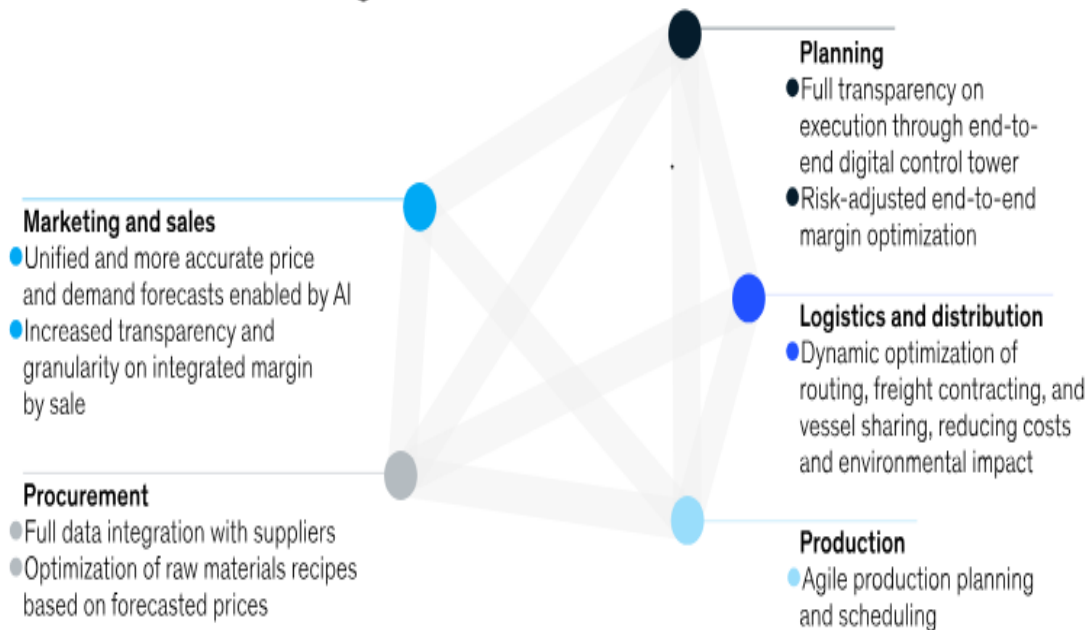 Planning
Full transparency on
execution through end-to-
end digital control tower
Risk-adjusted end-to-end
margin optimization
Marketing and sales
Unified and more accurate price
and demand forecasts enabled by AI
Increased transparency and
granularity on integrated margin
by sale
Logistics and distribution
Dynamic optimization of
routing, freight contracting, and
vessel sharing, reducing costs
and environmental impact
Procurement
Full data integration with suppliers
Optimization of raw materials recipes
based on forecasted prices
Production
Agile production planning
and scheduling